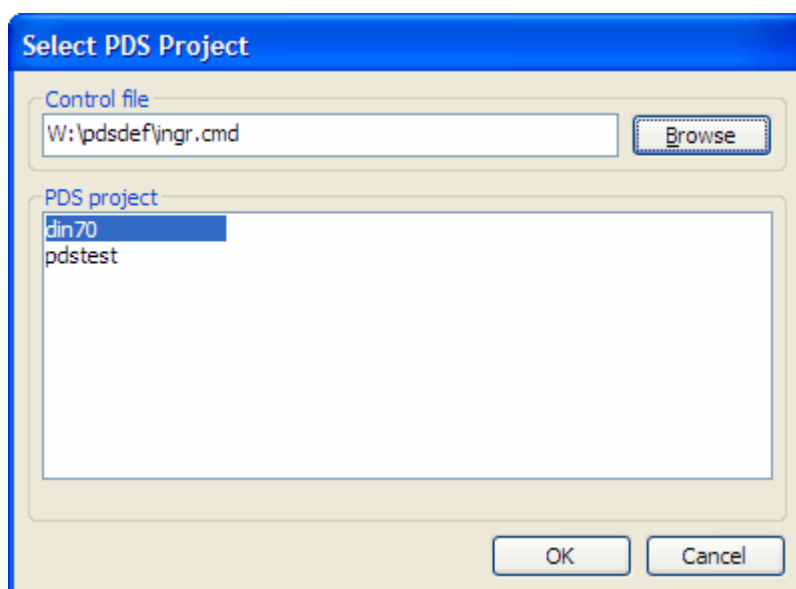 Select PDS Project
Control file
W:\pdsdef\ingr.cmd
Browse
PDS project
din70
pdstest
OK
Cancel